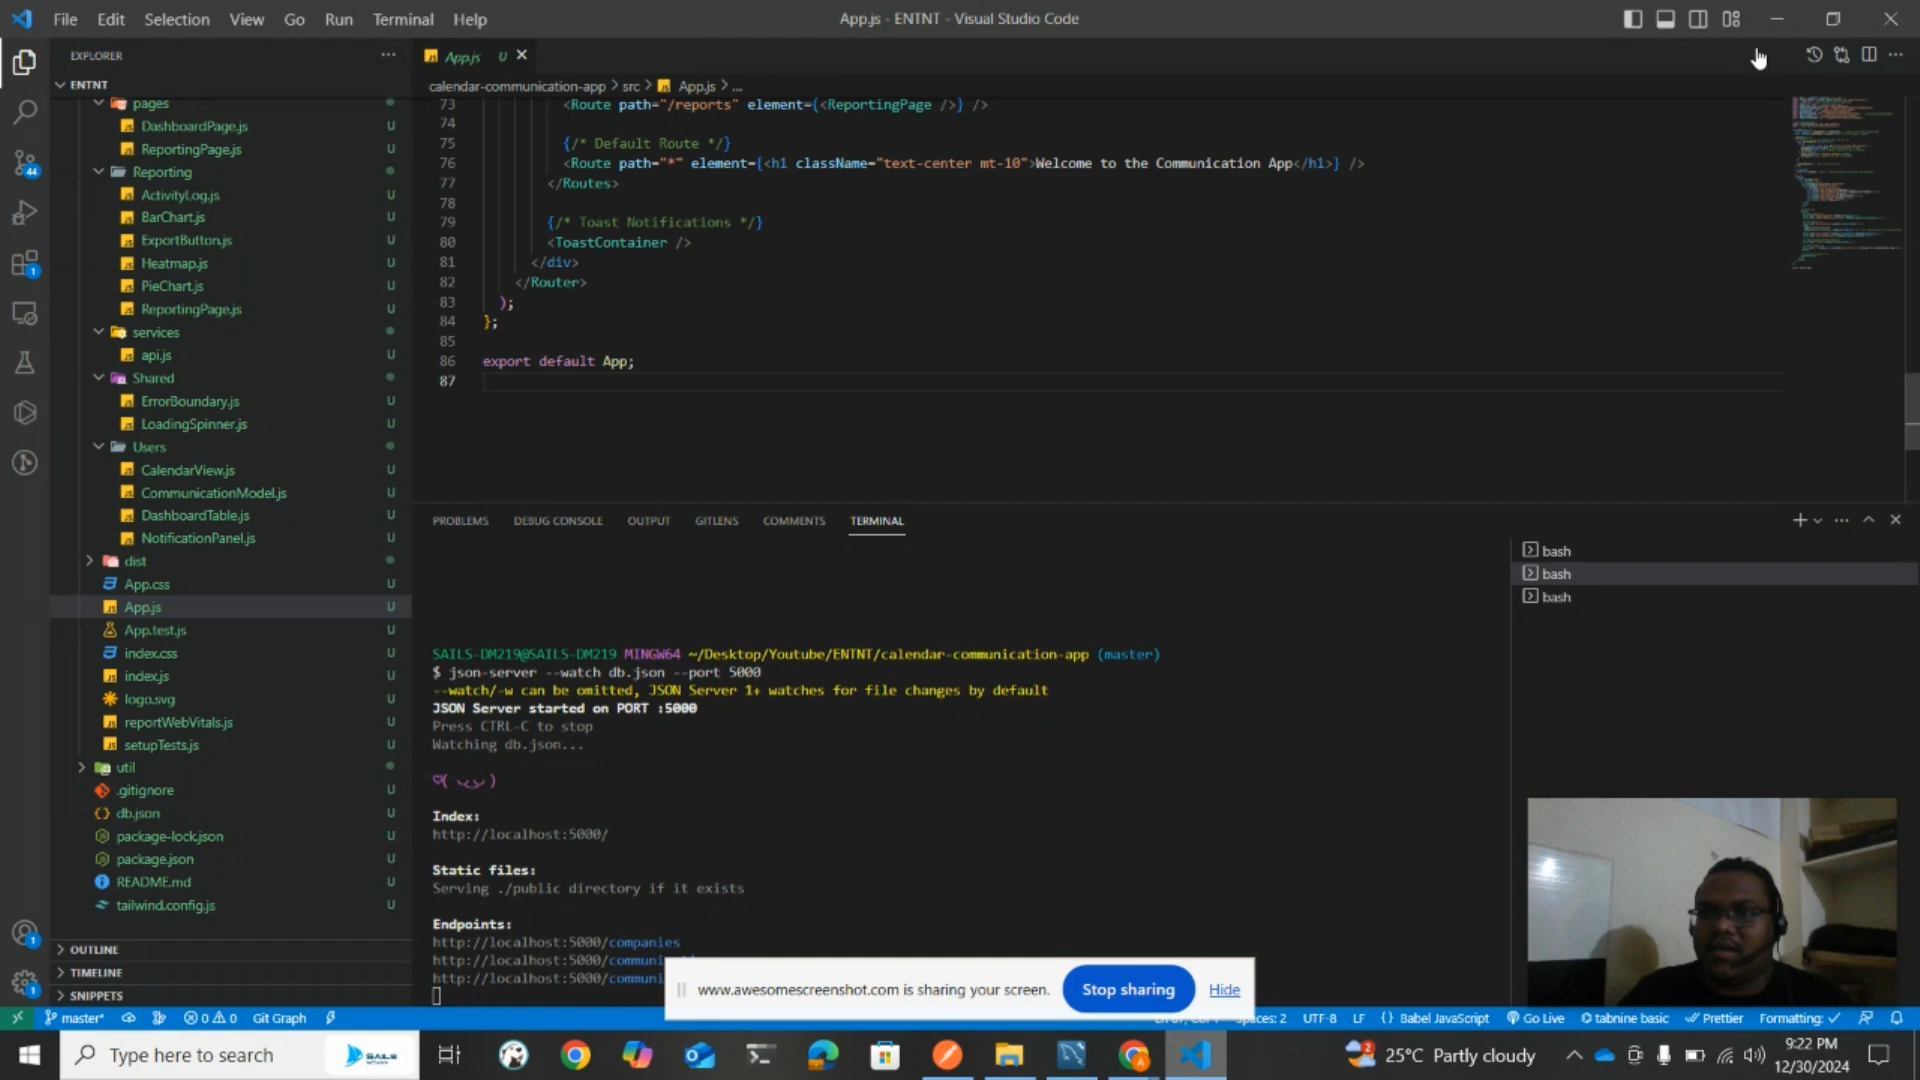 File Edit Selection View Go Run Terminal Help
App.js - ENTNT - Visual Studio Code
EXPLORER
App.js U
ENTNT
calendar-communication-app > src > App.js > ...
pages
DashboardPage.js U
ReportingPage.js U
Reporting
ActivityLog.js U
BarChart.js U
ExportButton.js U
Heatmap.js U
PieChart.js U
ReportingPage.js U
services
api.js U
Shared
ErrorBoundary.js U
LoadingSpinner.js U
Users
CalendarView.js U
CommunicationModel.js U
DashboardTable.js U
NotificationPanel.js U
dist
App.css U
App.js U
App.test.js U
index.css U
index.js U
logo.svg U
reportWebVitals.js U
setupTests.js U
util
.gitignore U
db.json U
package-lock.json U
package.json U
README.md U
tailwind.config.js U
OUTLINE
TIMELINE
SNIPPETS
44
1
1
1
73 <Route path="/reports" element={<ReportingPage />} />
74
75 {/* Default Route */}
76 <Route path="*" element={<h1 className="text-center mt-10">Welcome to the Communication App</h1>} />
77 </Routes>
78
79 {/* Toast Notifications */}
80 <ToastContainer />
81 </div>
82 </Router>
83 );
84 };
85
86 export default App;
87
PROBLEMS DEBUG CONSOLE OUTPUT GITLENS COMMENTS TERMINAL
bash
bash
bash
SAILS-DM219@SAILS-DM219 MINGW64 ~/Desktop/Youtube/ENTNT/calendar-communication-app (master)
$ json-server --watch db.json --port 5000
--watch/-w can be omitted, JSON Server 1+ watches for file changes by default
JSON Server started on PORT :5000
Press CTRL-C to stop
Watching db.json...
♡( ◡‿◡ )
Index:
http://localhost:5000/
Static files:
Serving ./public directory if it exists
Endpoints:
http://localhost:5000/companies
http://localhost:5000/communi
http://localhost:5000/communi
www.awesomescreenshot.com is sharing your screen. Stop sharing Hide
master* 0 0 Git Graph
Spaces: 2 UTF-8 LF {} Babel JavaScript Go Live tabnine basic Prettier Formatting: ✓
Type here to search
SAILS
2
25°C Partly cloudy
9:22 PM
12/30/2024